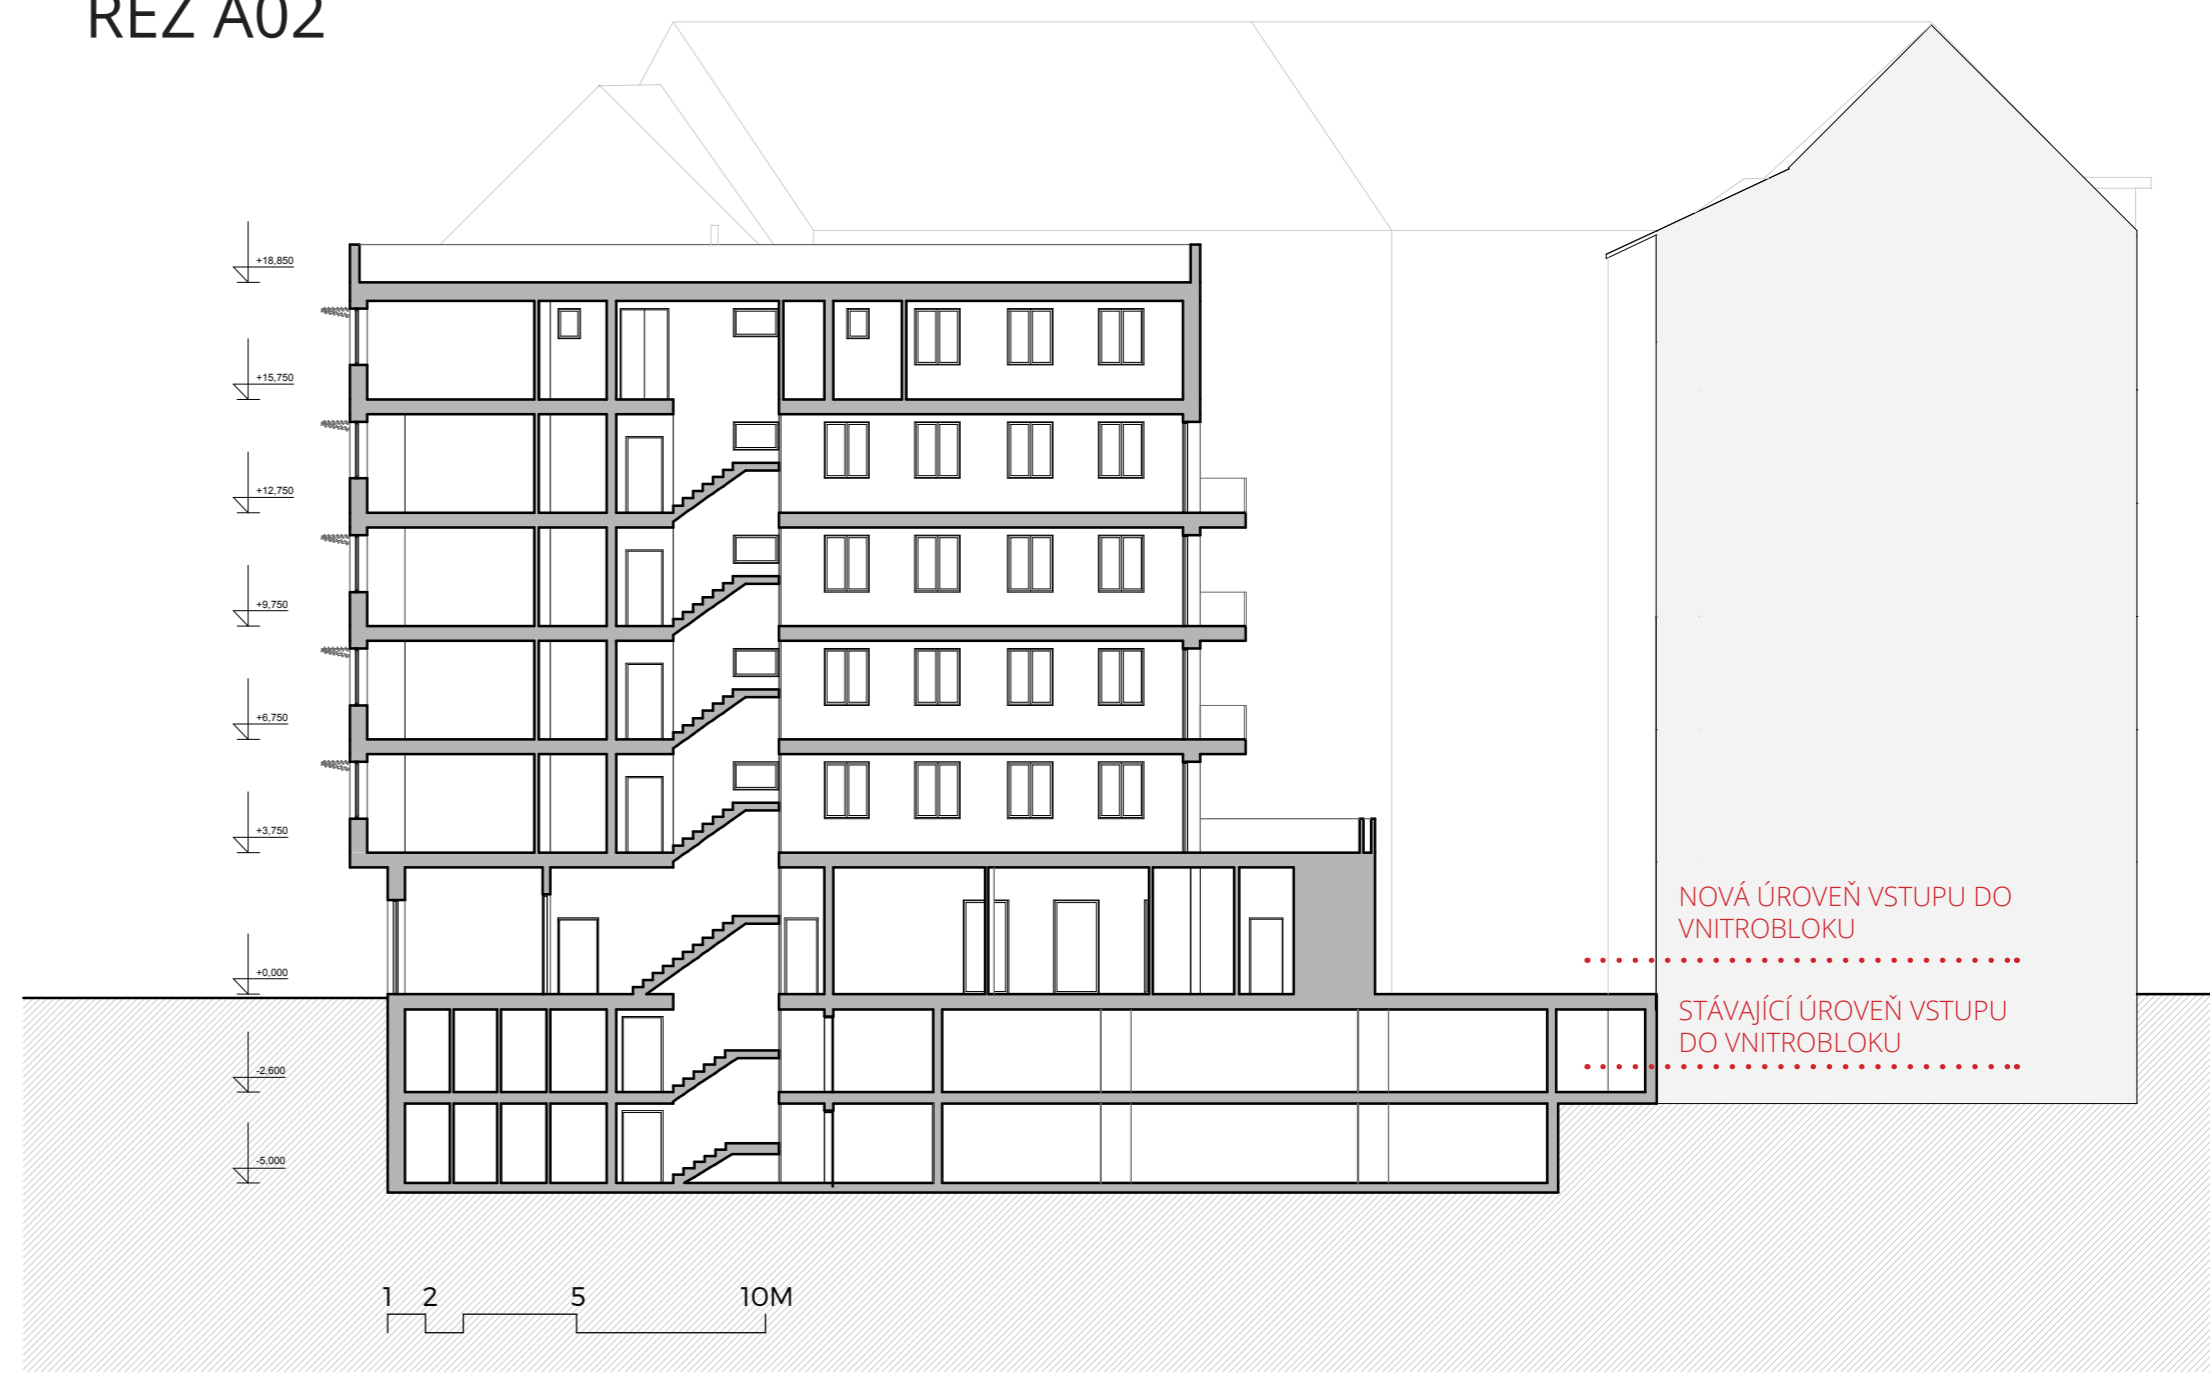 ŘEZ A02
+18,850
+15,750
+12,750
+9,750
+6,750
+3,750
+0,000
-2,600
-5,000
NOVÁ ÚROVEŇ VSTUPU DO
VNITROBLOKU
STÁVAJÍCÍ ÚROVEŇ VSTUPU
DO VNITROBLOKU
1 2 5 10M